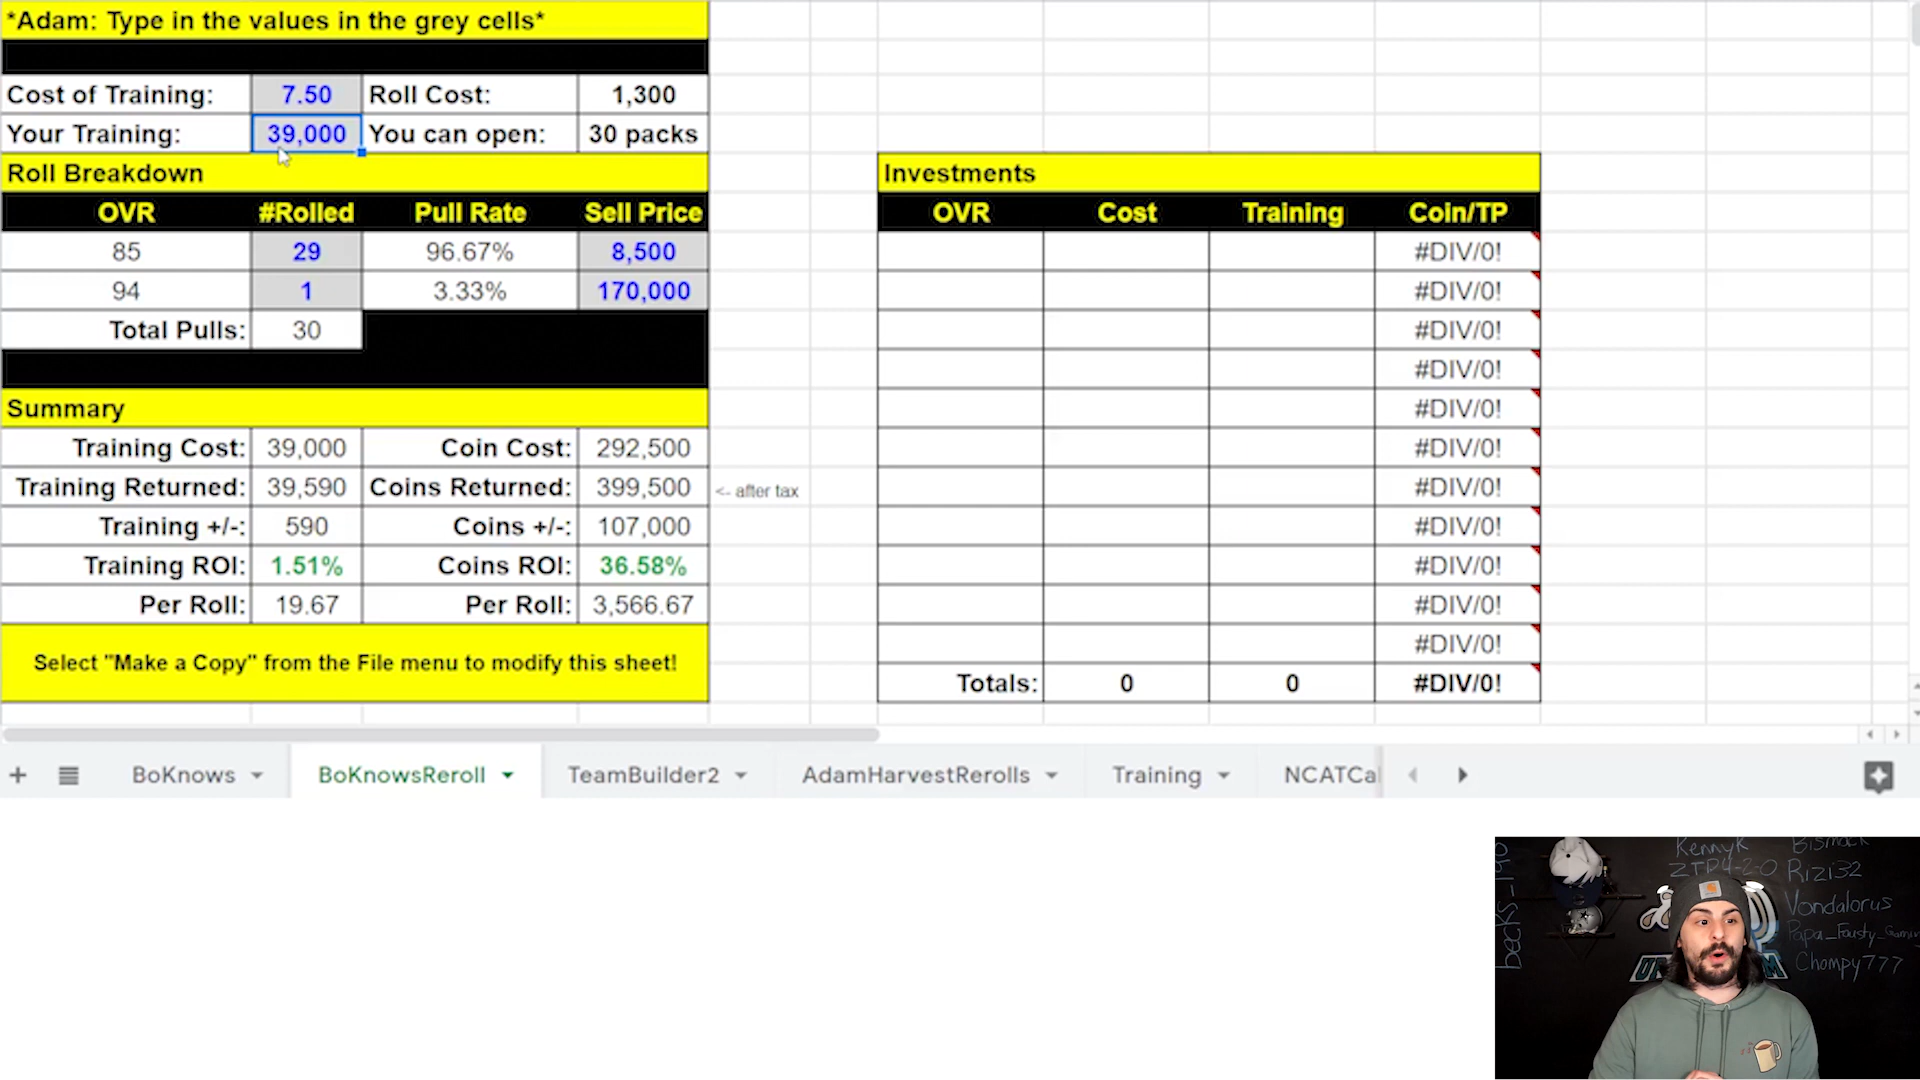 *Adam: Type in the values in the grey cells*
Cost of Training: 7.50 Roll Cost: 1,300
Your Training: 39,000 You can open: 30 packs
Roll Breakdown
OVR #Rolled Pull Rate Sell Price
85 29 96.67% 8,500
94 1 3.33% 170,000
Total Pulls: 30
Summary
Training Cost: 39,000 Coin Cost: 292,500
Training Returned: 39,590 Coins Returned: 399,500 <- after tax
Training +/-: 590 Coins +/-: 107,000
Training ROI: 1.51% Coins ROI: 36.58%
Per Roll: 19.67 Per Roll: 3,566.67
Select "Make a Copy" from the File menu to modify this sheet!
Investments
OVR Cost Training Coin/TP
#DIV/0!
#DIV/0!
#DIV/0!
#DIV/0!
#DIV/0!
#DIV/0!
#DIV/0!
#DIV/0!
#DIV/0!
#DIV/0!
#DIV/0!
Totals: 0 0 #DIV/0!
BoKnows BoKnowsReroll TeamBuilder2 AdamHarvestRerolls Training NCATCal
KennyK
Rizi32
Vondalorus
Papa_Fausty_Gamin
Chompy777